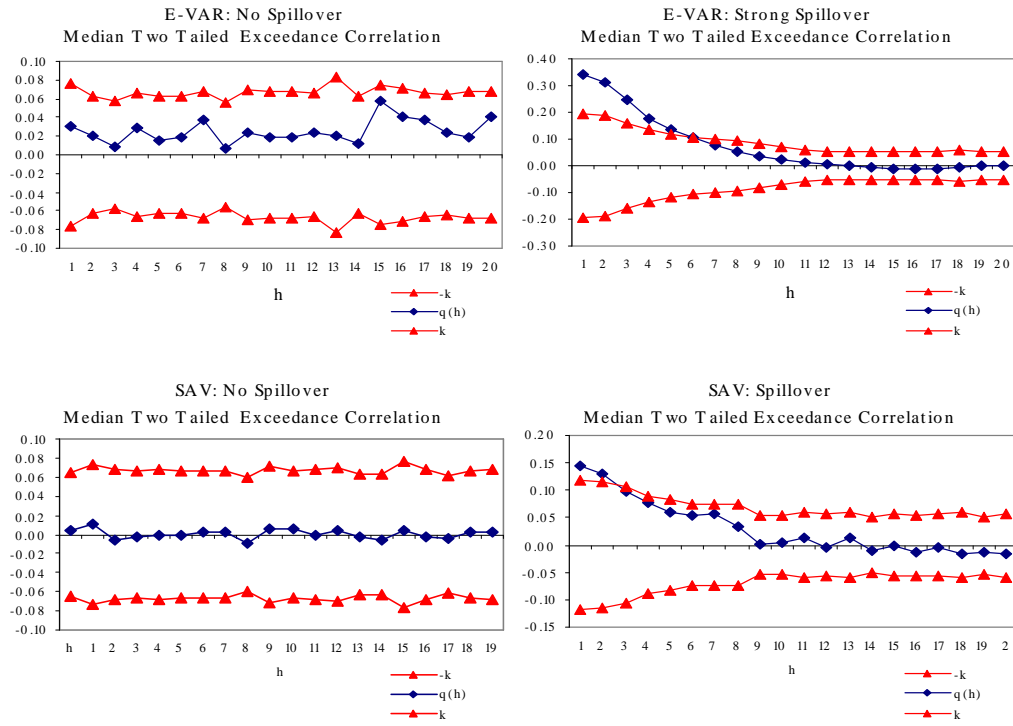 E-VAR: No Spillover
Median Two Tailed Exceedance Correlation
0.10
0.08
0.06
0.04
0.02
0.00
-0.02
-0.04
-0.06
-0.08
-0.10
1 2 3 4 5 6 7 8 9 10 11 12 13 14 15 16 17 18 19 20
h
-k
q(h)
k
E-VAR: Strong Spillover
Median Two Tailed Exceedance Correlation
0.40
0.30
0.20
0.10
0.00
-0.10
-0.20
-0.30
1 2 3 4 5 6 7 8 9 10 11 12 13 14 15 16 17 18 19 20
h
-k
q(h)
k
SAV: No Spillover
Median Two Tailed Exceedance Correlation
0.10
0.08
0.06
0.04
0.02
0.00
-0.02
-0.04
-0.06
-0.08
-0.10
h 1 2 3 4 5 6 7 8 9 10 11 12 13 14 15 16 17 18 19
h
-k
q(h)
k
SAV: Spillover
Median Two Tailed Exceedance Correlation
0.20
0.15
0.10
0.05
0.00
-0.05
-0.10
-0.15
1 2 3 4 5 6 7 8 9 10 11 12 13 14 15 16 17 18 19 2
h
-k
q(h)
k